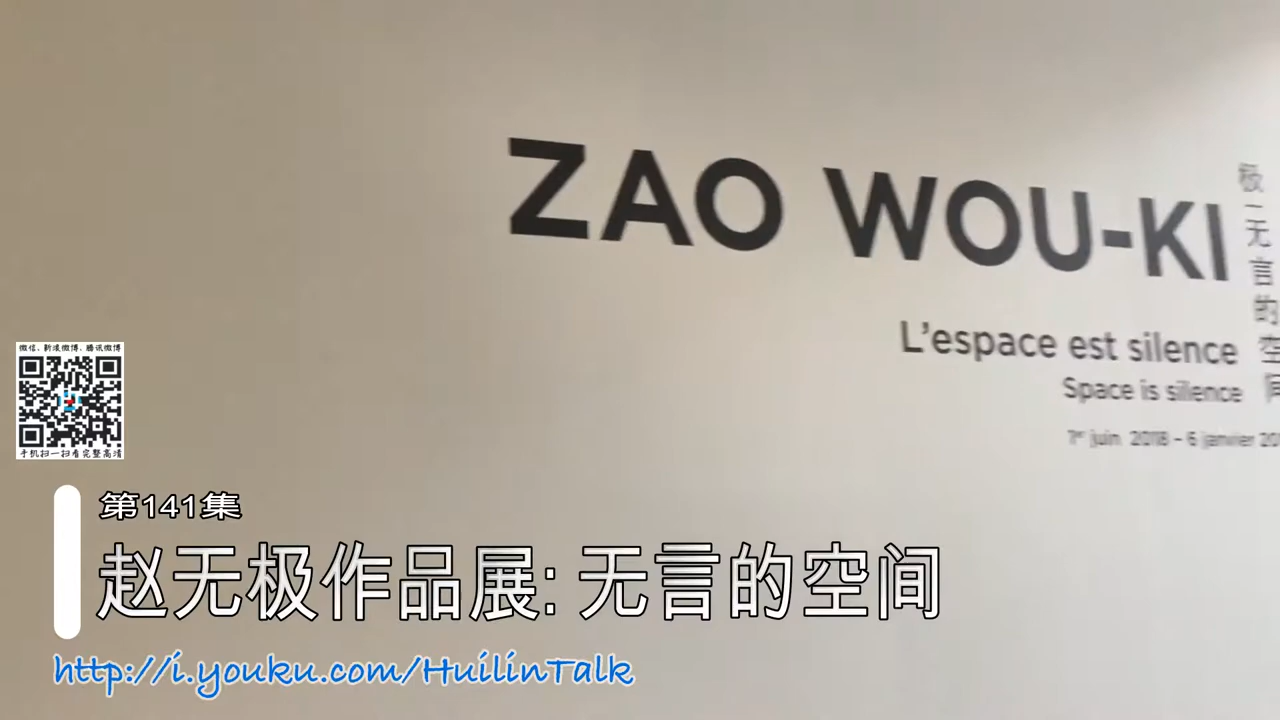 ZAO WOU-KI
极|无言的空间
L'espace est silence
Space is silence
1er juin 2018 - 6 janvier 20
微信、新浪微博、腾讯微博
手机扫一扫看完整高清
第141集
赵无极作品展: 无言的空间
http://i.youku.com/HuilinTalk